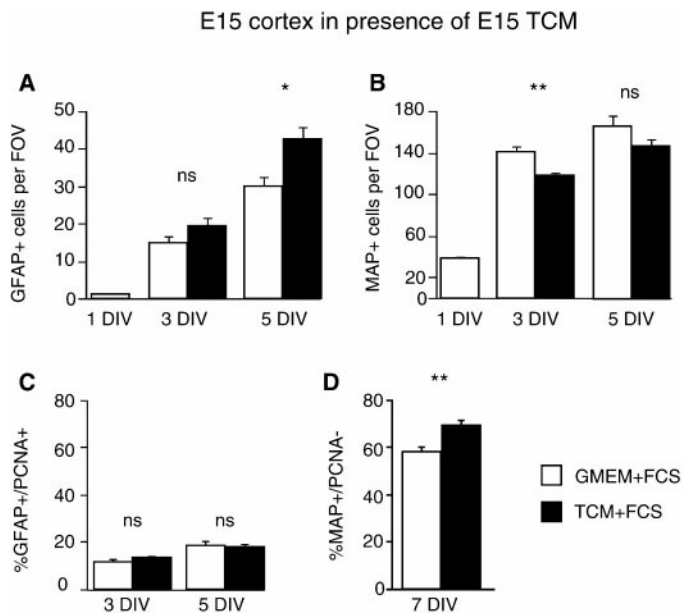 E15 cortex in presence of E15 TCM
A
GFAP+ cells per FOV
50
40
30
20
10
0
ns
*
1 DIV 3 DIV 5 DIV
B
MAP+ cells per FOV
180
140
100
60
20
0
**
ns
1 DIV 3 DIV 5 DIV
C
%GFAP+/PCNA+
80
60
40
20
0
ns ns
3 DIV 5 DIV
D
%MAP+/PCNA-
80
60
40
20
0
**
7 DIV
GMEM+FCS
TCM+FCS